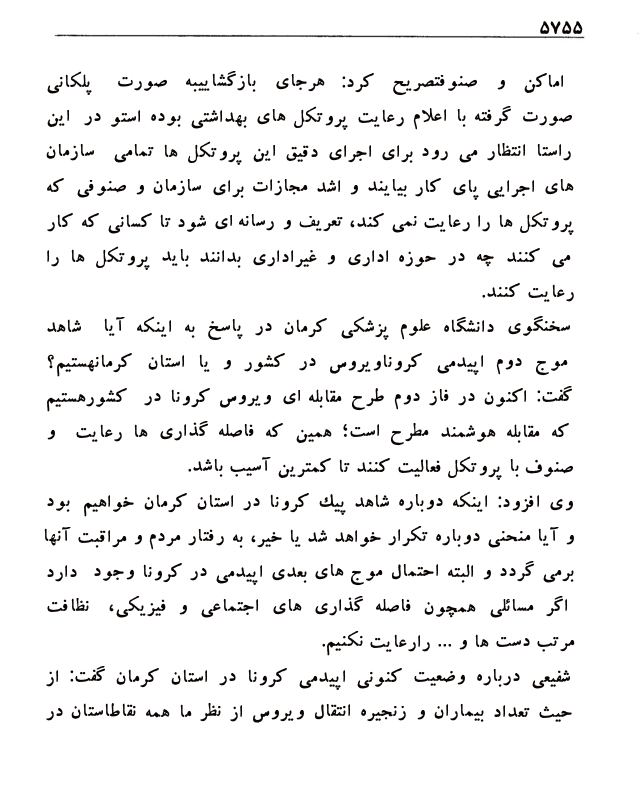 ۵۷۵۵
اماکن و صنوفتصریح کرد: هرجای بازگشاییبه صورت پلکانی
صورت گرفته با اعلام رعایت پروتکل های بهداشتی بوده استو در این
راستا انتظار می رود برای اجرای دقیق این پروتکل ها تمامی سازمان
های اجرایی پای کار بیایند و اشد مجازات برای سازمان و صنوفی که
پروتکل ها را رعایت نمی کند، تعریف و رسانه ای شود تا کسانی که کار
می کنند چه در حوزه اداری و غیراداری بدانند باید پروتکل ها را
رعایت کنند.
سخنگوی دانشگاه علوم پزشکی کرمان در پاسخ به اینکه آیا شاهد
موج دوم اپیدمی کروناویروس در کشور و یا استان کرمانهستیم؟
گفت: اکنون در فاز دوم طرح مقابله ای ویروس کرونا در کشورهستیم
که مقابله هوشمند مطرح است؛ همین که فاصله گذاری ها رعایت و
صنوف با پروتکل فعالیت کنند تا کمترین آسیب باشد.
وی افزود: اینکه دوباره شاهد پیك کرونا در استان کرمان خواهیم بود
و آیا منحنی دوباره تکرار خواهد شد یا خیر، به رفتار مردم و مراقبت آنها
برمی گردد و البته احتمال موج های بعدی اپیدمی در کرونا وجود دارد
اگر مسائلی همچون فاصله گذاری های اجتماعی و فیزیکی، نظافت
مرتب دست ها و ... رارعایت نکنیم.
شفیعی درباره وضعیت کنونی اپیدمی کرونا در استان کرمان گفت: از
حیث تعداد بیماران و زنجیره انتقال ویروس از نظر ما همه نقاطاستان در